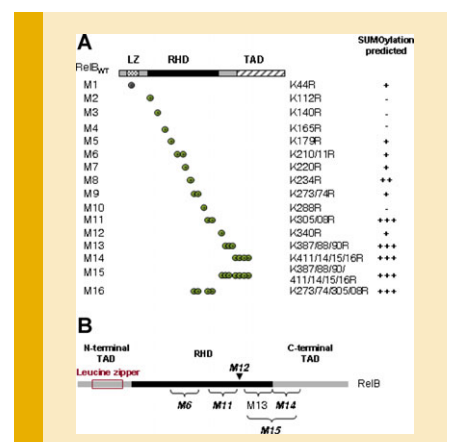 A
SUMOylation
predicted
LZ RHD TAD
RelBWT
M1 K44R +
M2 K112R -
M3 K140R -
M4 K165R -
M5 K179R +
M6 K210/11R +
M7 K220R +
M8 K234R ++
M9 K273/74R +
M10 K288R -
M11 K305/08R +++
M12 K340R +
M13 K387/88/90R +++
M14 K411/14/15/16R +++
M15 K387/88/90/
411/14/15/16R +++
M16 K273/74/305/08R +++
B
N-terminal
TAD
RHD
C-terminal
TAD
Leucine zipper
M12
RelB
M6 M11 M13 M14
M15